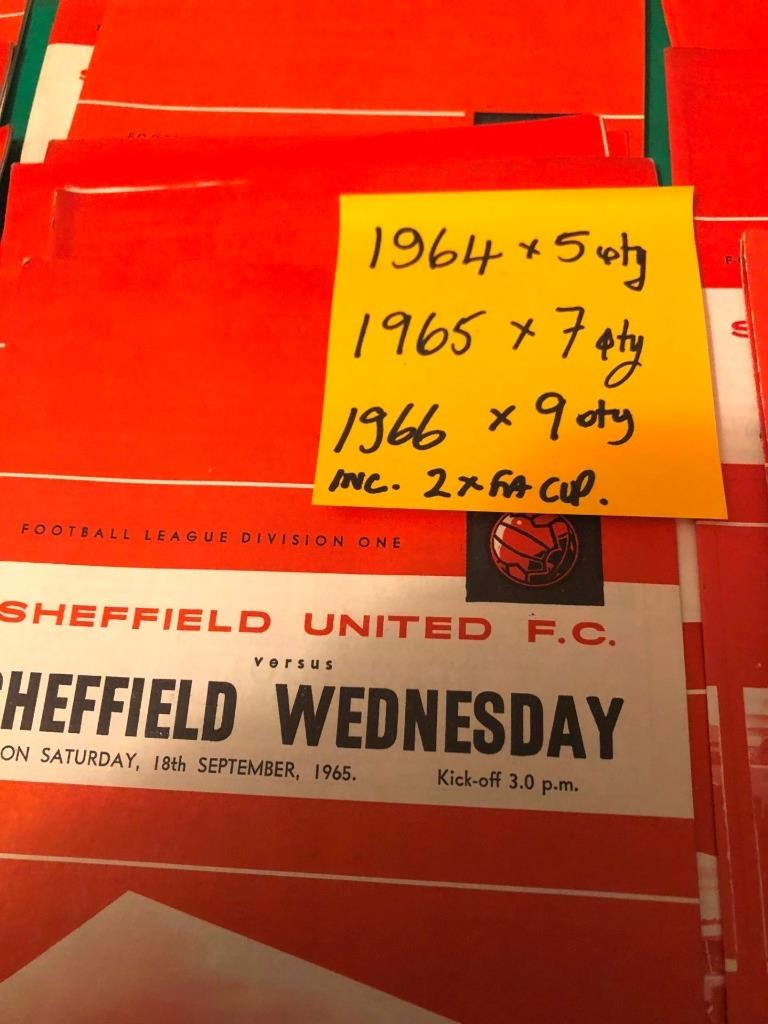 1964 x 5 qty
1965 x 7 qty
1966 x 9 qty
INC. 2 x FA CUP.
FOOTBALL LEAGUE DIVISION ONE
SHEFFIELD UNITED F.C.
versus
SHEFFIELD WEDNESDAY
ON SATURDAY, 18th SEPTEMBER, 1965. Kick-off 3.0 p.m.